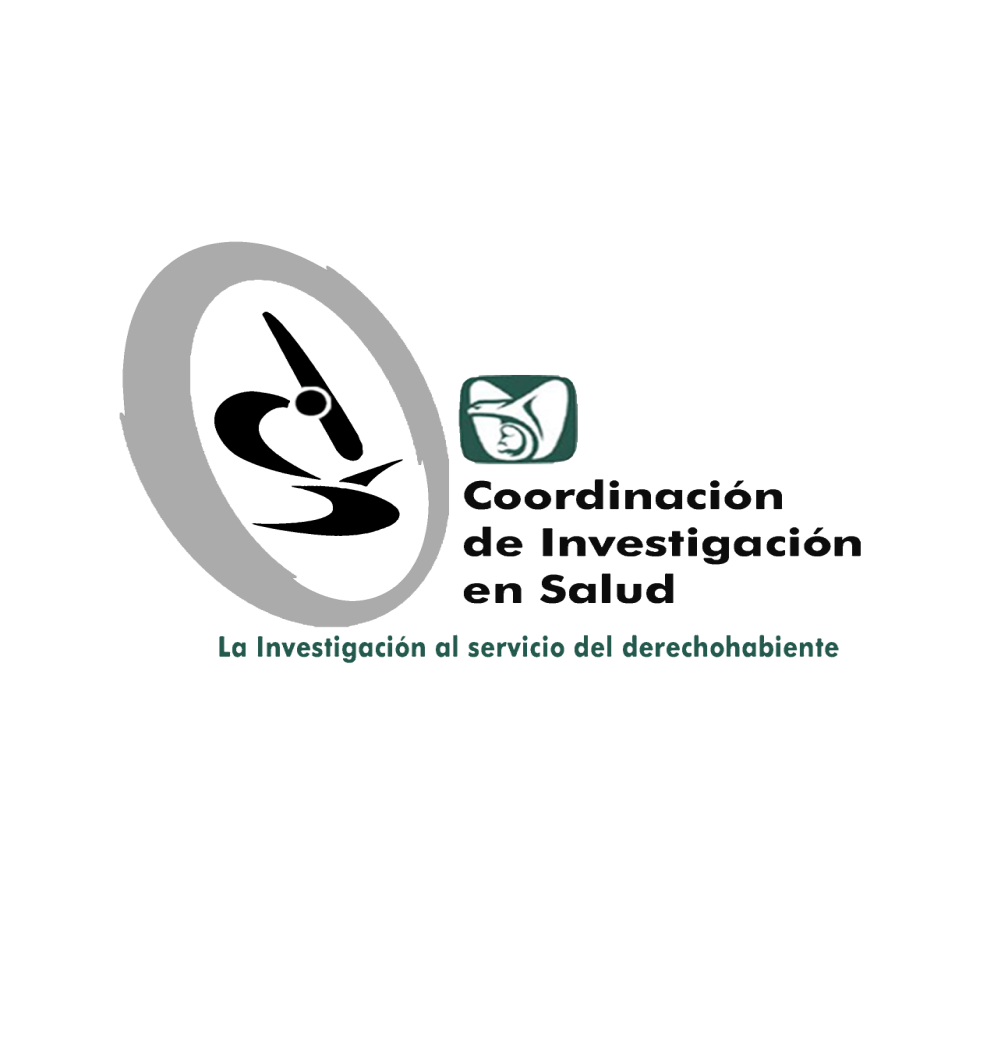 Coordinación
de Investigación
en Salud
La Investigación al servicio del derechohabiente